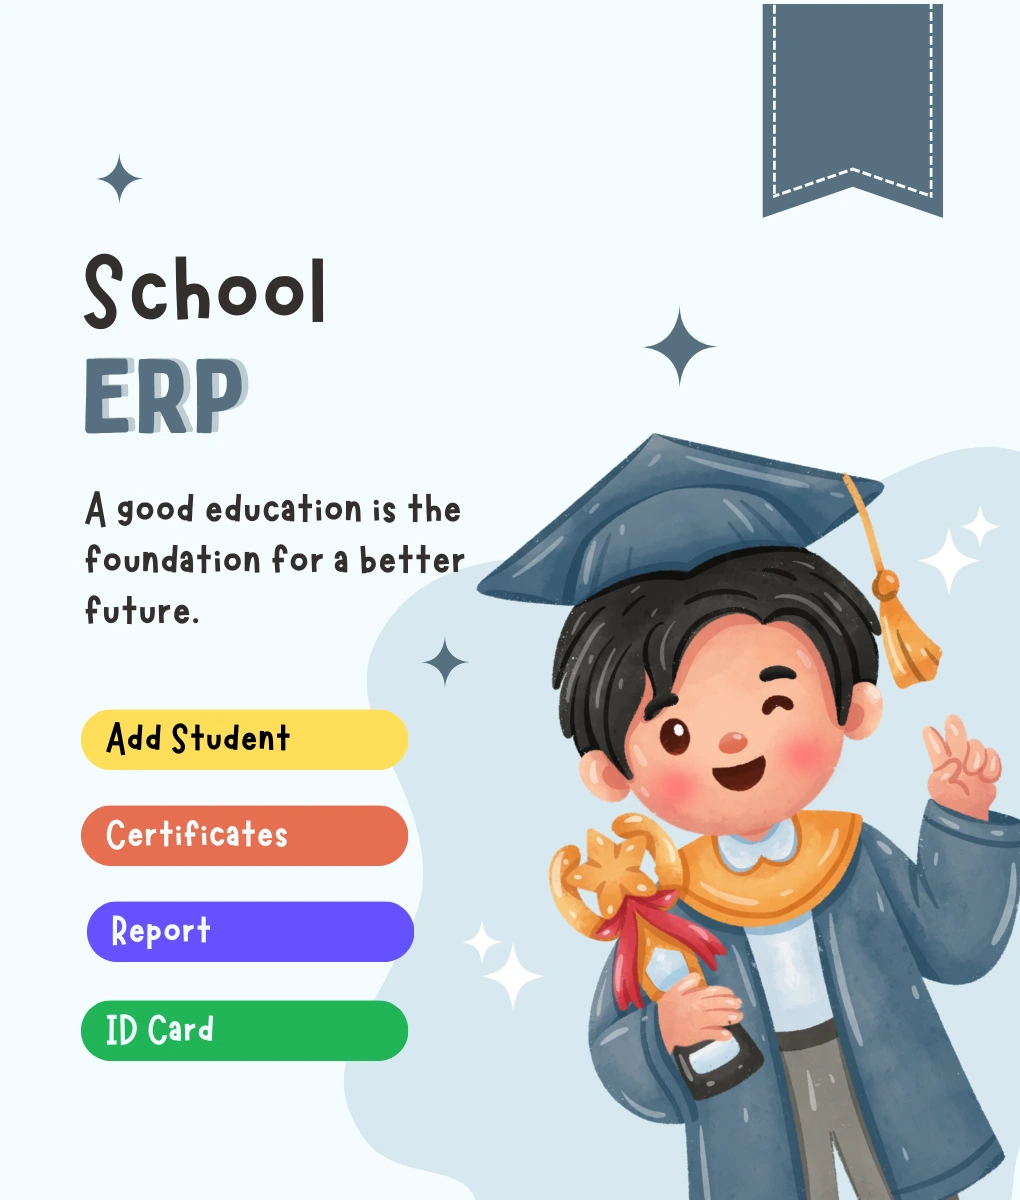 School
ERP
A good education is the
foundation for a better
future.
Add Student
Certificates
Report
ID Card